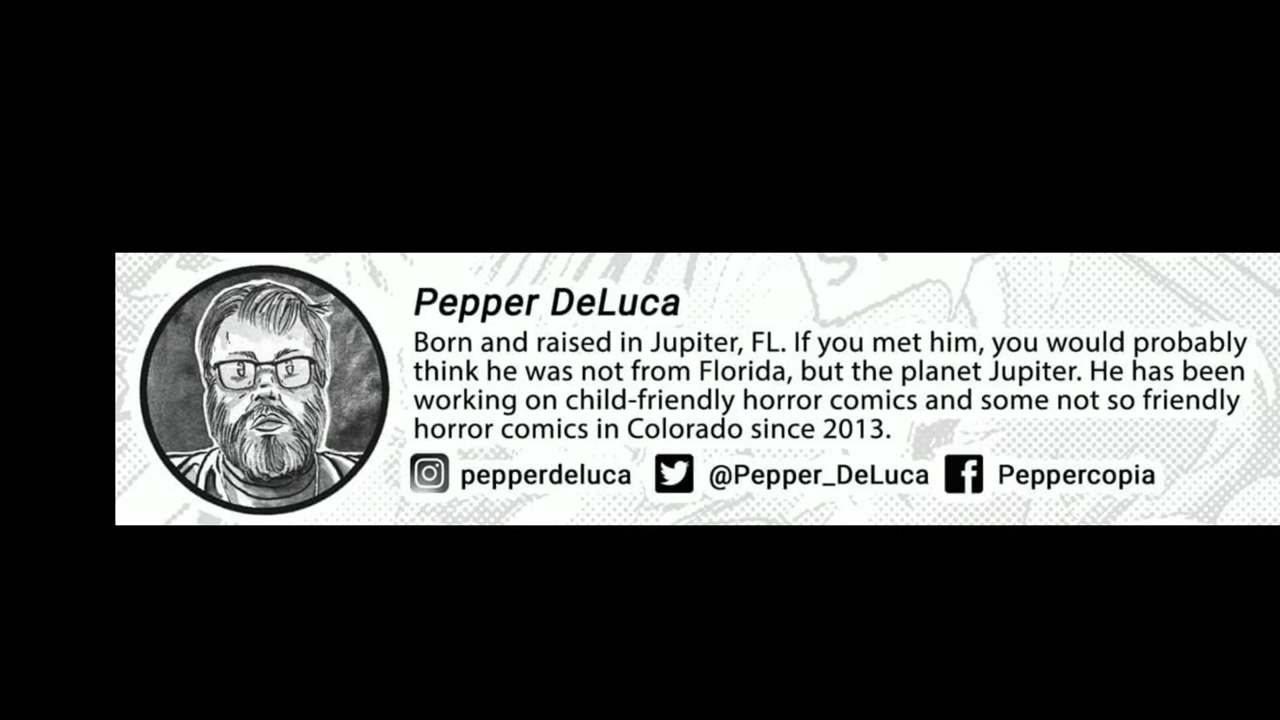 Pepper DeLuca
Born and raised in Jupiter, FL. If you met him, you would probably
think he was not from Florida, but the planet Jupiter. He has been
working on child-friendly horror comics and some not so friendly
horror comics in Colorado since 2013.
pepperdeluca @Pepper_DeLuca Peppercopia